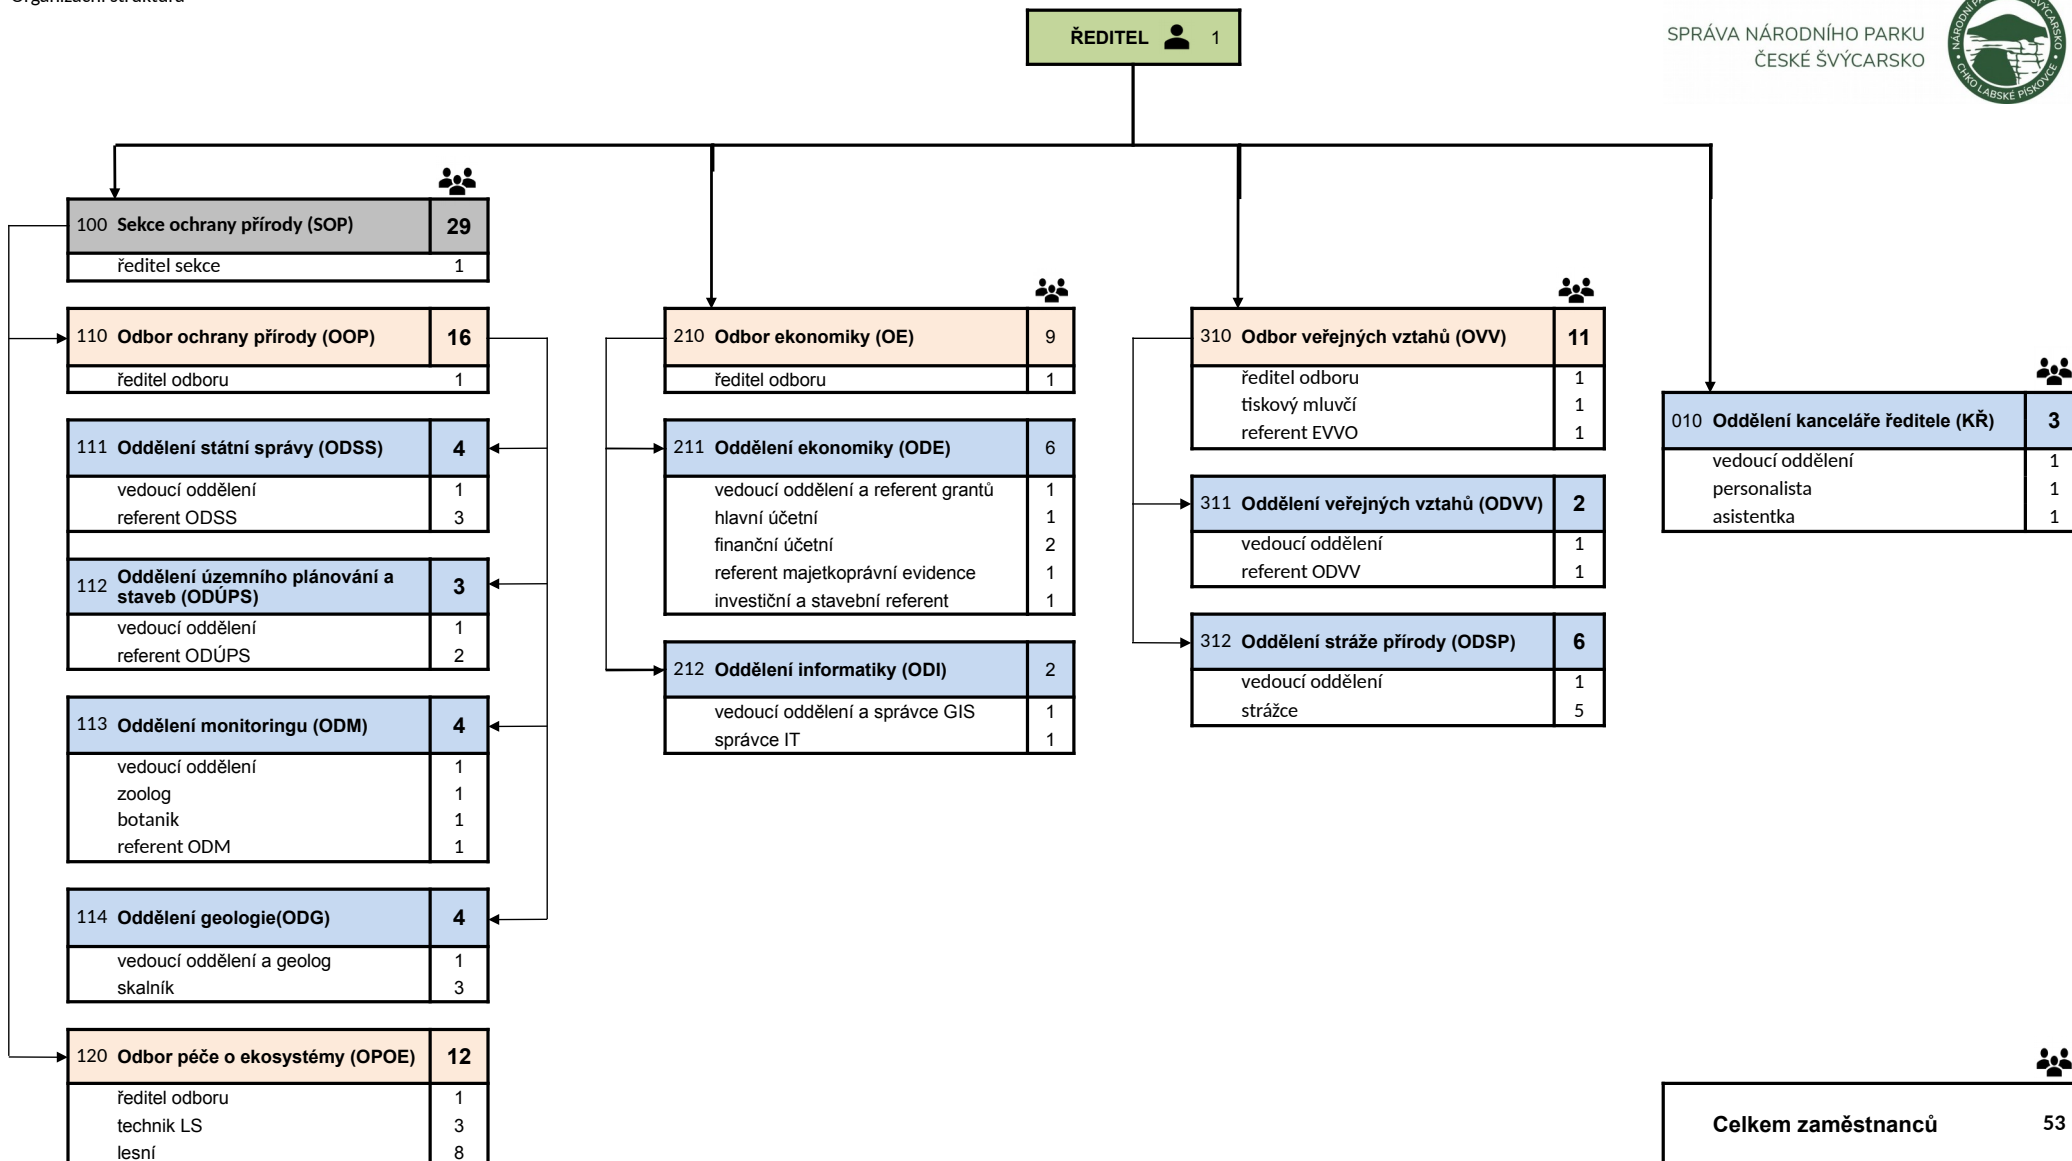 Organizační struktura
ŘEDITEL 1
SPRÁVA NÁRODNÍHO PARKU
ČESKÉ ŠVÝCARSKO
NÁRODNÍ PARK ČESKÉ ŠVÝCARSKO • CHKO LABSKÉ PÍSKOVCE •
100 Sekce ochrany přírody (SOP) 29
ředitel sekce 1
110 Odbor ochrany přírody (OOP) 16
ředitel odboru 1
111 Oddělení státní správy (ODSS) 4
vedoucí oddělení 1
referent ODSS 3
112 Oddělení územního plánování a
staveb (ODÚPS) 3
vedoucí oddělení 1
referent ODÚPS 2
113 Oddělení monitoringu (ODM) 4
vedoucí oddělení 1
zoolog 1
botanik 1
referent ODM 1
114 Oddělení geologie(ODG) 4
vedoucí oddělení a geolog 1
skalník 3
120 Odbor péče o ekosystémy (OPOE) 12
ředitel odboru 1
technik LS 3
lesní 8
210 Odbor ekonomiky (OE) 9
ředitel odboru 1
211 Oddělení ekonomiky (ODE) 6
vedoucí oddělení a referent grantů 1
hlavní účetní 1
finanční účetní 2
referent majetkoprávní evidence 1
investiční a stavební referent 1
212 Oddělení informatiky (ODI) 2
vedoucí oddělení a správce GIS 1
správce IT 1
310 Odbor veřejných vztahů (OVV) 11
ředitel odboru 1
tiskový mluvčí 1
referent EVVO 1
311 Oddělení veřejných vztahů (ODVV) 2
vedoucí oddělení 1
referent ODVV 1
312 Oddělení stráže přírody (ODSP) 6
vedoucí oddělení 1
strážce 5
010 Oddělení kanceláře ředitele (KŘ) 3
vedoucí oddělení 1
personalista 1
asistentka 1
Celkem zaměstnanců 53